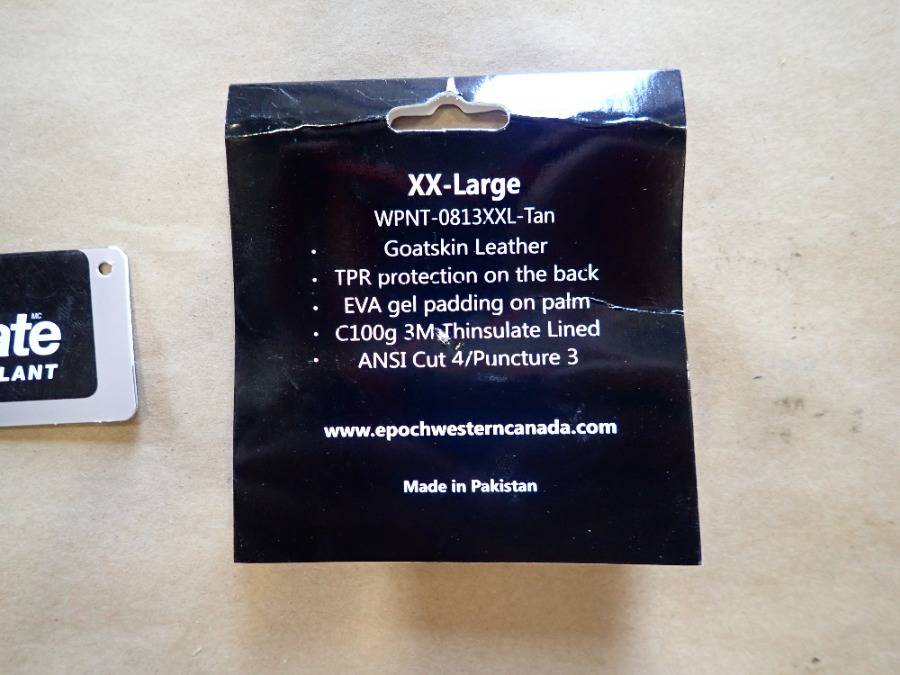 XX-Large
WPNT-0813XXL-Tan
• Goatskin Leather
• TPR protection on the back
• EVA gel padding on palm
• C100g 3M Thinsulate Lined
• ANSI Cut 4/Puncture 3
www.epochwesterncanada.com
Made in Pakistan
MC
ate
LANT